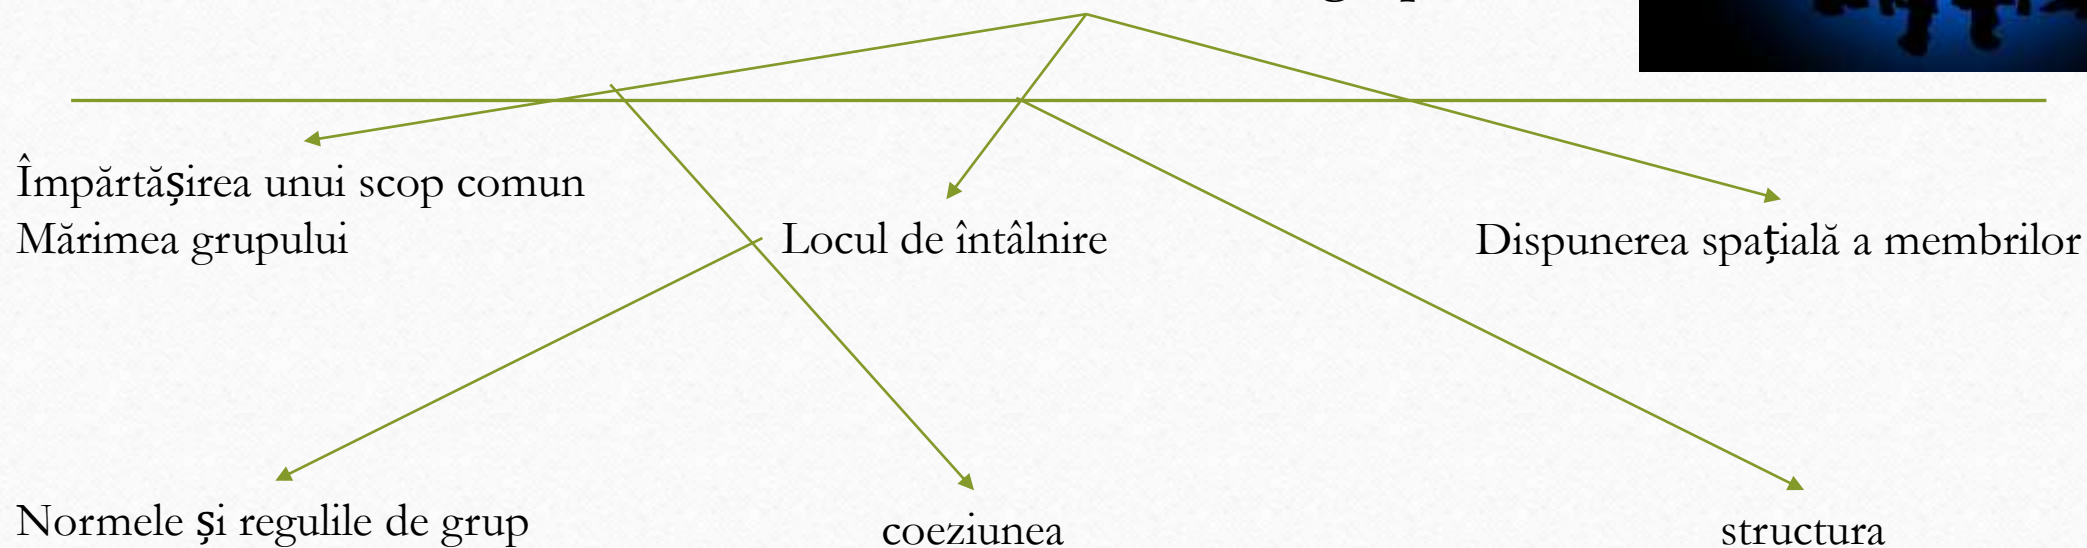 Împărtășirea unui scop comun
Mărimea grupului
Locul de întâlnire
Dispunerea spațială a membrilor
Normele și regulile de grup
coeziunea
structura